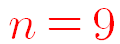 n = 9